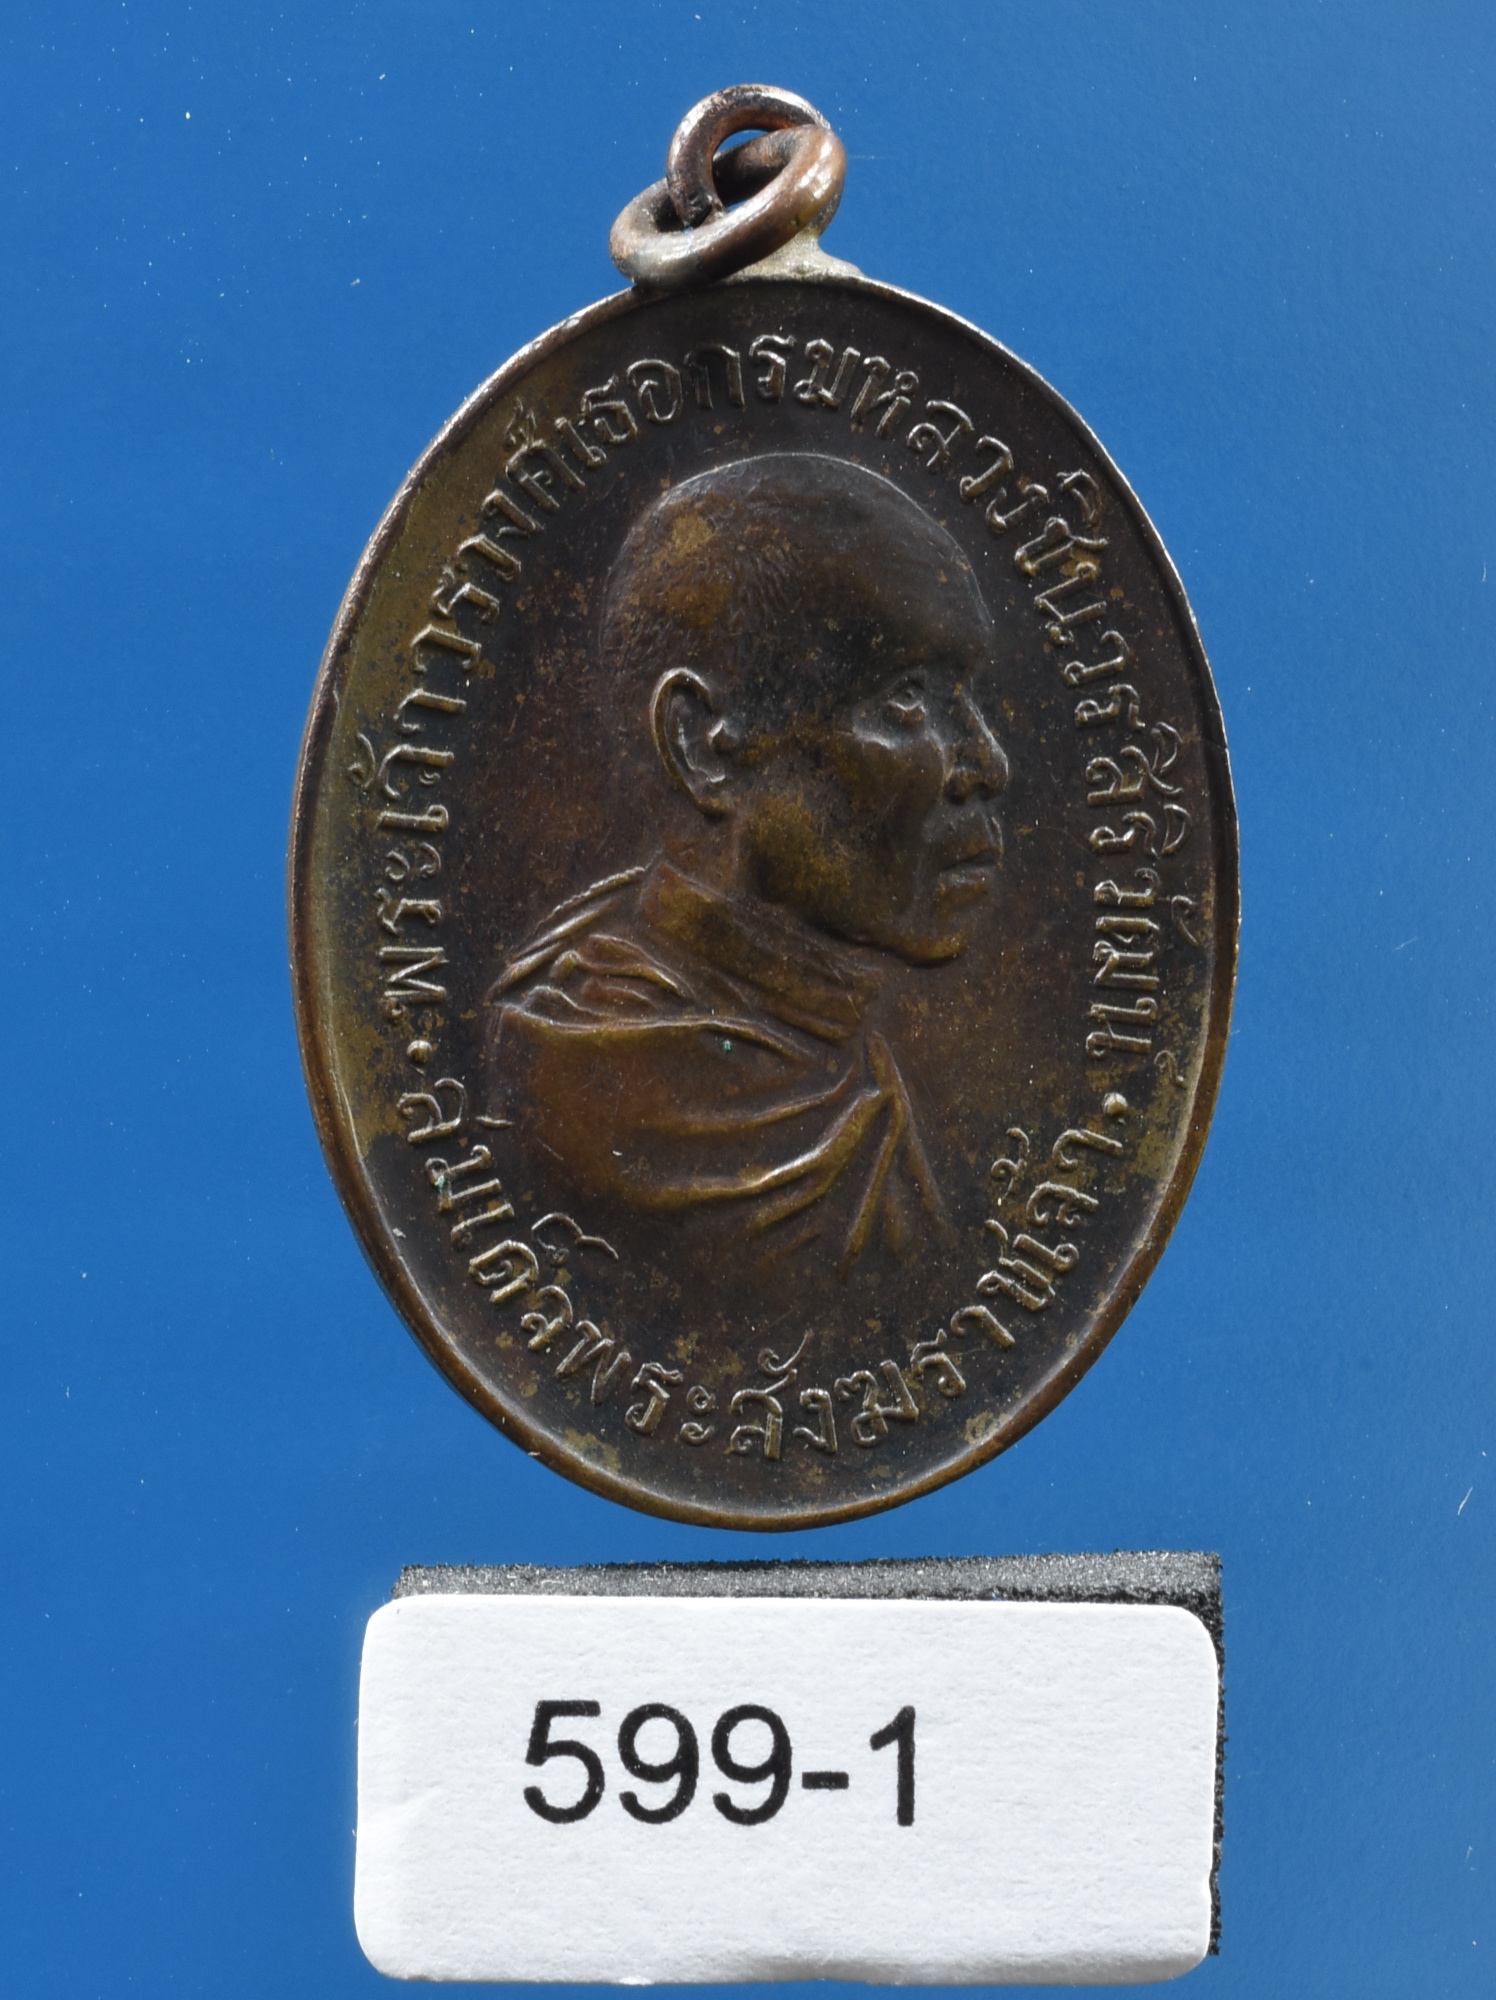 พระเจ้าวรวงศ์เธอกรมหลวงชินวรสิริวัฒน์
สมเด็จพระสังฆราชเจ้า
599-1